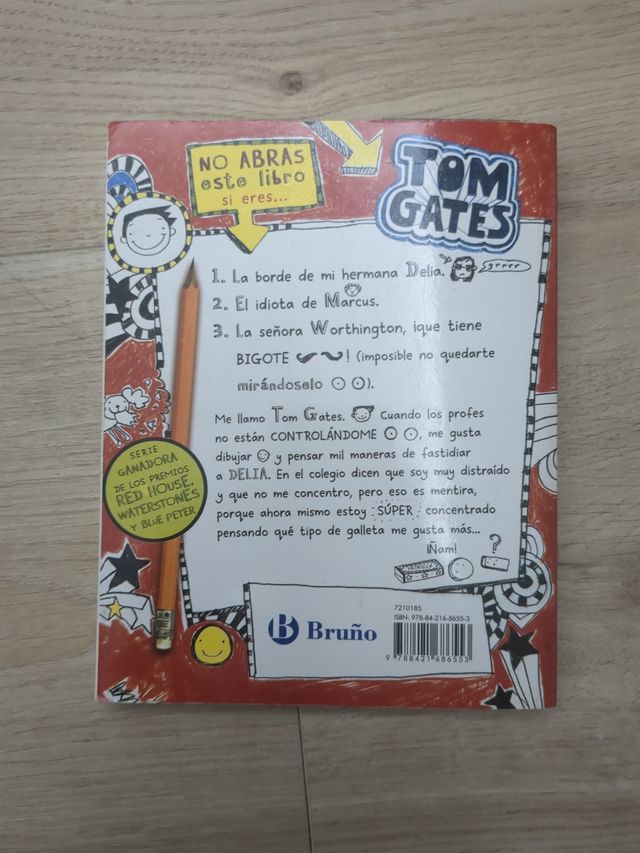 NO ABRAS
este libro
si eres...
TOM
GATES
1. La borde de mi hermana Delia.
grrrr
2. El idiota de Marcus.
3. La señora Worthington, ¡que tiene
BIGOTE ! (imposible no quedarte
mirándoselo ).
Me llamo Tom Gates. Cuando los profes
no están CONTROLÁNDOME , me gusta
dibujar y pensar mil maneras de fastidiar
a DELIA. En el colegio dicen que soy muy distraído
y que no me concentro, pero eso es mentira,
porque ahora mismo estoy SÚPER concentrado
pensando qué tipo de galleta me gusta más...
¡Ñam!
?
SERIE
GANADORA
DE LOS PREMIOS
RED HOUSE,
WATERSTONES
Y BLUE PETER
B Bruño
7210185
ISBN: 978-84-216-8655-3
9 788421 686553